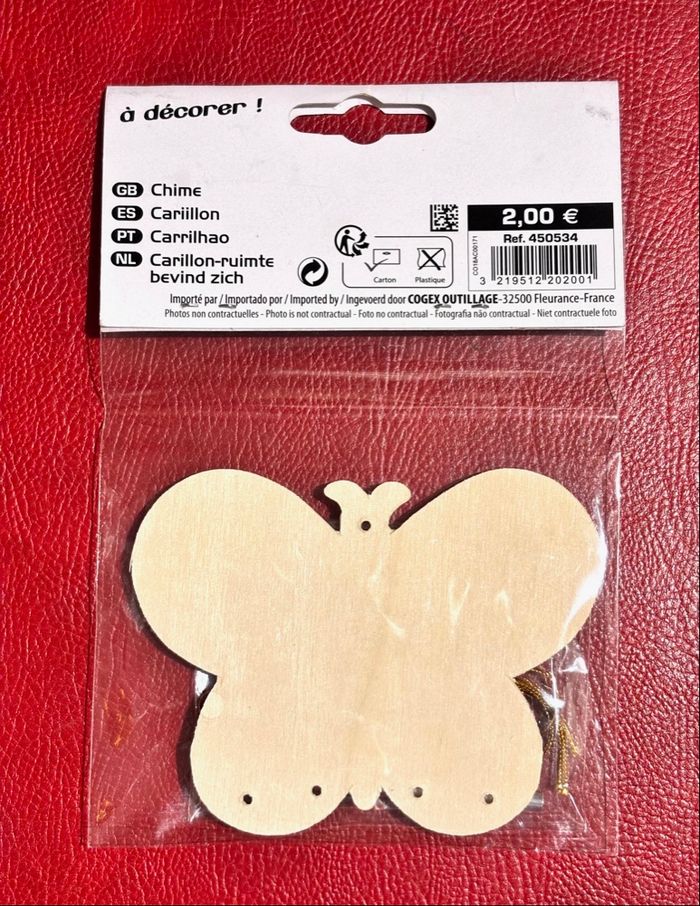 à décorer !
GB Chime
ES Cariillon
PT Carrilhao
NL Carillon-ruimte
bevind zich
Carton
Plastique
CO18AC00171
2,00 €
Ref. 450534
3 219512 202001
Importé par / Importado por / Imported by / Ingevoerd door COGEX OUTILLAGE-32500 Fleurance-France
Photos non contractuelles - Photo is not contractual - Foto no contractual - Fotografia não contractual - Niet contractuele foto